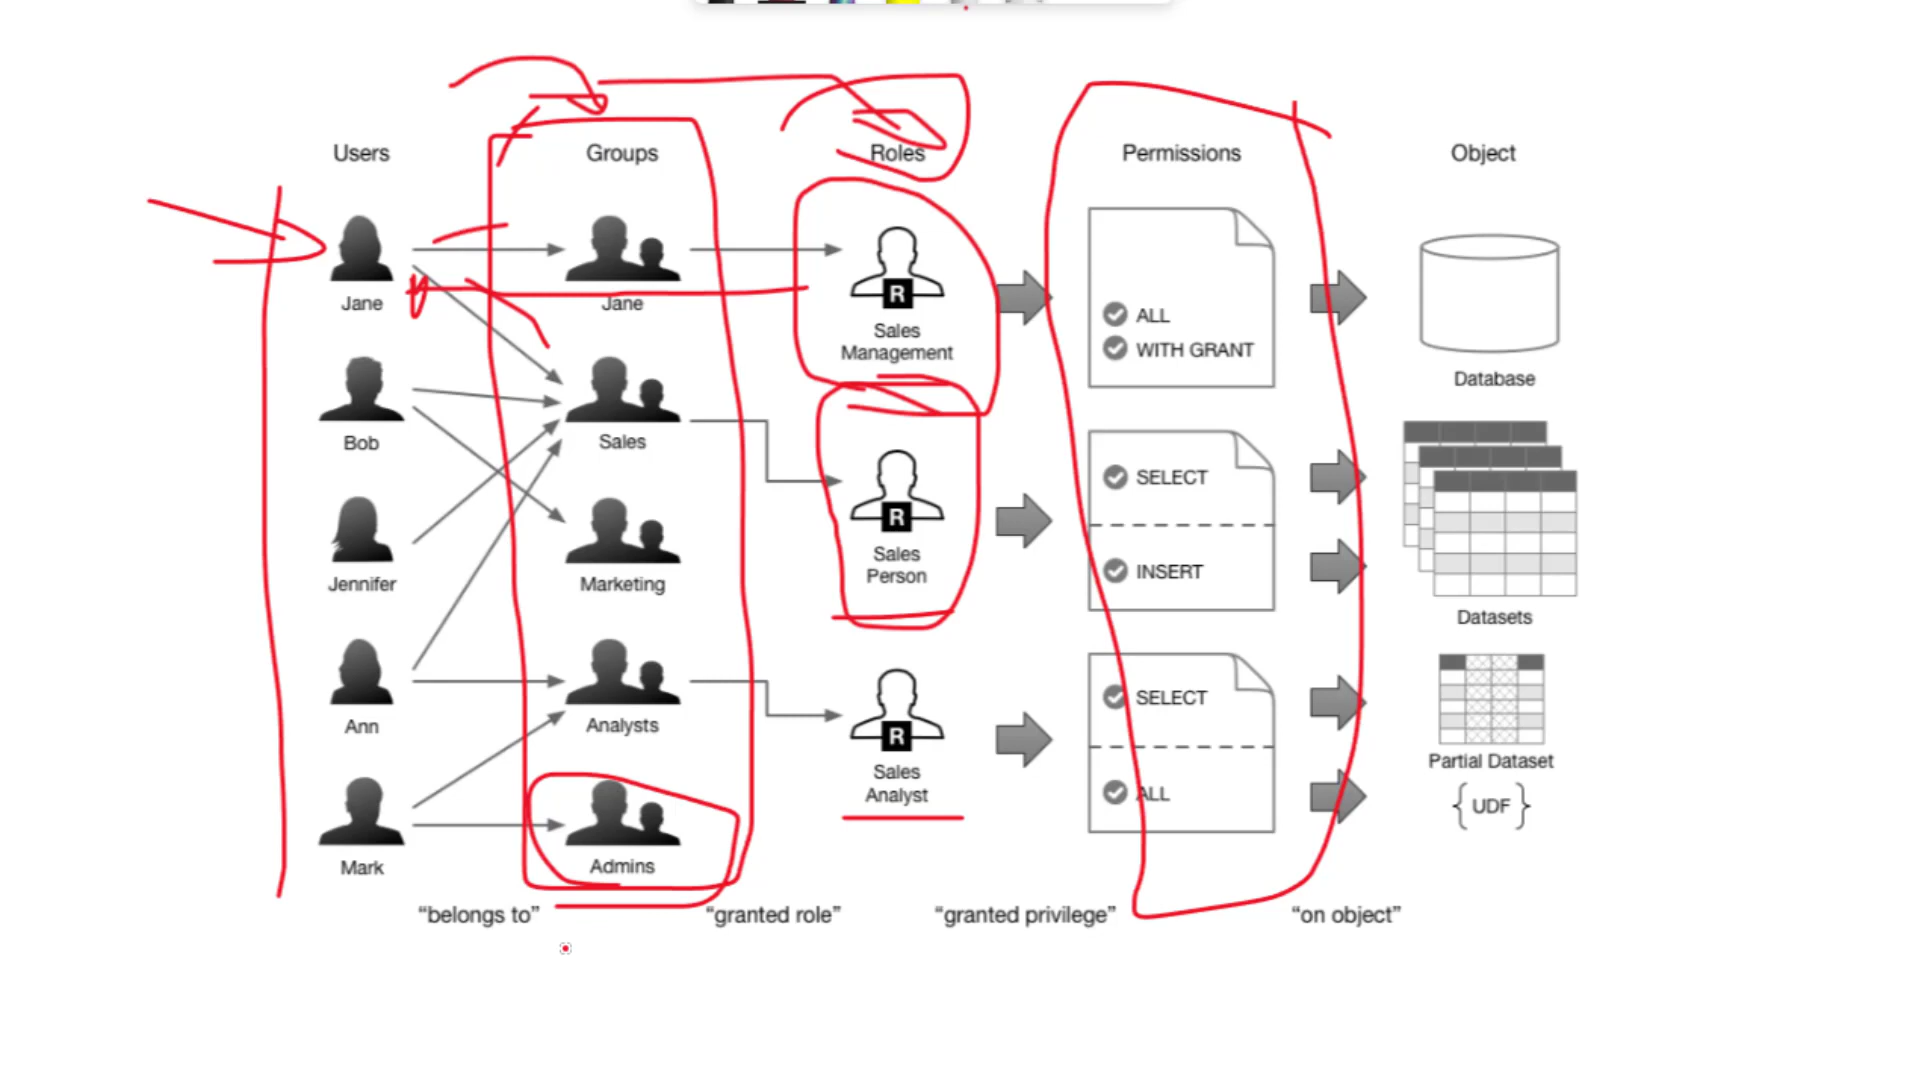 Users
Groups
Roles
Permissions
Object
Jane
Bob
Jennifer
Ann
Mark
Jane
Sales
Marketing
Analysts
Admins
R
Sales
Management
R
Sales
Person
R
Sales
Analyst
ALL
WITH GRANT
SELECT
INSERT
SELECT
ALL
Database
Datasets
Partial Dataset
{UDF}
“belongs to”
“granted role”
“granted privilege”
“on object”